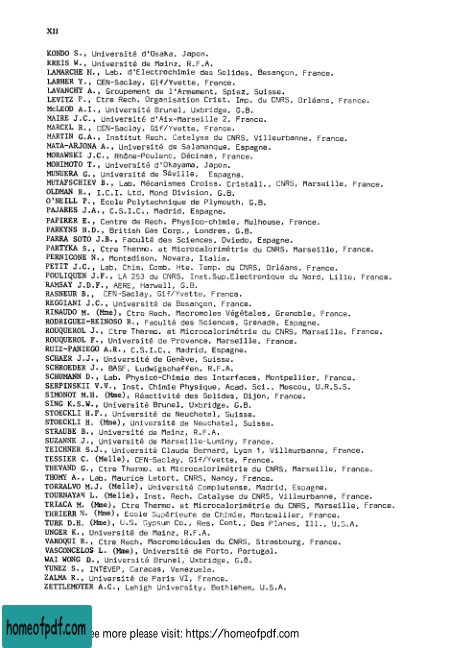 XII
KONDO S., Université d'Osaka, Japon.
KREIS W., Université de Mainz, R.F.A.
LAMARCHE M., Lab. d'Electrochimie des Solides, Besançon, France.
LARHER Y., CEN-Saclay, Gif/Yvette, France.
LAVANCHY A., Groupement de l'Armement, Spiez, Suisse.
LEVITZ P., Ctre Rech. Organisation Crist. Imp. du CNRS, Orléans, France.
McLEOD A.I., Université Brunel, Uxbridge, G.B.
MAIRE J.C., Université d'Aix-Marseille 2, France.
MARCEL R., CEN-Saclay, Gif/Yvette, France.
MARTIN G.A., Institut Rech. Catalyse du CNRS, Villeurbanne, France.
MATA-ARJONA A., Université de Salamanque, Espagne.
MORAWSKI J.C., Rhône-Poulenc, Décines, France.
MORIMOTO T., Université d'Okayama, Japon.
MUNUERA G., Université de Séville, Espagne.
MUTAFSCHIEV B., Lab. Mécanismes Croiss. Cristall., CNRS, Marseille, France.
OLDMAN R., I.C.I. Ltd, Mond Division, G.B.
O'NEILL P., Ecole Polytechnique de Plymouth, G.B.
PAJARES J.A., C.S.I.C., Madrid, Espagne.
PAPIRER E., Centre de Rech. Physico-chimie, Mulhouse, France.
PARKYNS N.D., British Gas Corp., Londres, G.B.
PARRA SOTO J.B., Faculté des Sciences, Oviedo, Espagne.
PARTYKA S., Ctre Thermo. et Microcalorimétrie du CNRS, Marseille, France.
PERNICONE N., Montedison, Novara, Italie.
PETIT J.C., Lab. Chim. Comb. Hte. Temp. du CNRS, Orléans, France.
POULIQUEN J.F., LA 253 du CNRS, Inst.Sup.Electronique du Nord, Lille, France.
RAMSAY J.D.F., AERE, Harwell, G.B.
RASNEUR B., CEN-Saclay, Gif/Yvette, France.
REGGIANI J.C., Université de Besançon, France.
RINAUDO M. (Mme), Ctre Rech. Macromoles Végétales, Grenoble, France.
RODRIGUEZ-REINOSO R., Faculté des Sciences, Grenade, Espagne.
ROUQUEROL J., Ctre Thermo. et Microcalorimétrie du CNRS, Marseille, France.
ROUQUEROL F., Université de Provence, Marseille, France.
RUIZ-PANIEGO A.R., C.S.I.C., Madrid, Espagne.
SCHAER J.J., Université de Genève, Suisse.
SCHROEDER J., BASF, Ludwigschaffen, R.F.A.
SCHUMANN D., Lab. Physico-Chimie des Interfaces, Montpellier, France.
SERPINSKII V.V., Inst. Chimie Physique, Acad. Sci., Moscou, U.R.S.S.
SIMONOT M.H. (Mme), Réactivité des Solides, Dijon, France.
SING K.S.W., Université Brunel, Uxbridge, G.B.
STOECKLI H.F., Université de Neuchatel, Suisse.
STOECKLI H. (Mme), Université de Neuchatel, Suisse.
STRAUBE B., Université de Mainz, R.F.A.
SUZANNE J., Université de Marseille-Luminy, France.
TEICHNER S.J., Université Claude Bernard, Lyon 1, Villeurbanne, France.
TESSIER C. (Melle), CEN-Saclay, Gif/Yvette, France.
THEVAND G., Ctre Thermo. et Microcalorimétrie du CNRS, Marseille, France.
THOMY A., Lab. Maurice Letort, CNRS, Nancy, France.
TORRALVO M.J. (Melle), Université Complutense, Madrid, Espagne.
TOURNAYAN L. (Melle), Inst. Rech. Catalyse du CNRS, Villeurbanne, France.
TRIACA M. (Mme), Ctre Thermo. et Microcalorimétrie du CNRS, Marseille, France.
THRIERR M. (Mme), Ecole Supérieure de Chimie, Montpellier, France.
TURK D.H. (Mme), U.S. Gypsum Co., Res. Cent., Des Planes, Ill., U.S.A.
UNGER K., Université de Mainz, R.F.A.
VAROQUI R., Ctre Rech. Macromolécules du CNRS, Strasbourg, France.
VASCONCELOS L. (Mme), Université de Porto, Portugal.
WAI WONG D., Université Brunel, Uxbridge, G.B.
YUNEZ S., INTEVEP, Caracas, Venezuela.
ZALMA R., Université de Paris VI, France.
ZETTLEMOYER A.C., Lehigh University, Bethlehem, U.S.A.
homeofpdf.com
ee more please visit: https://homeofpdf.com